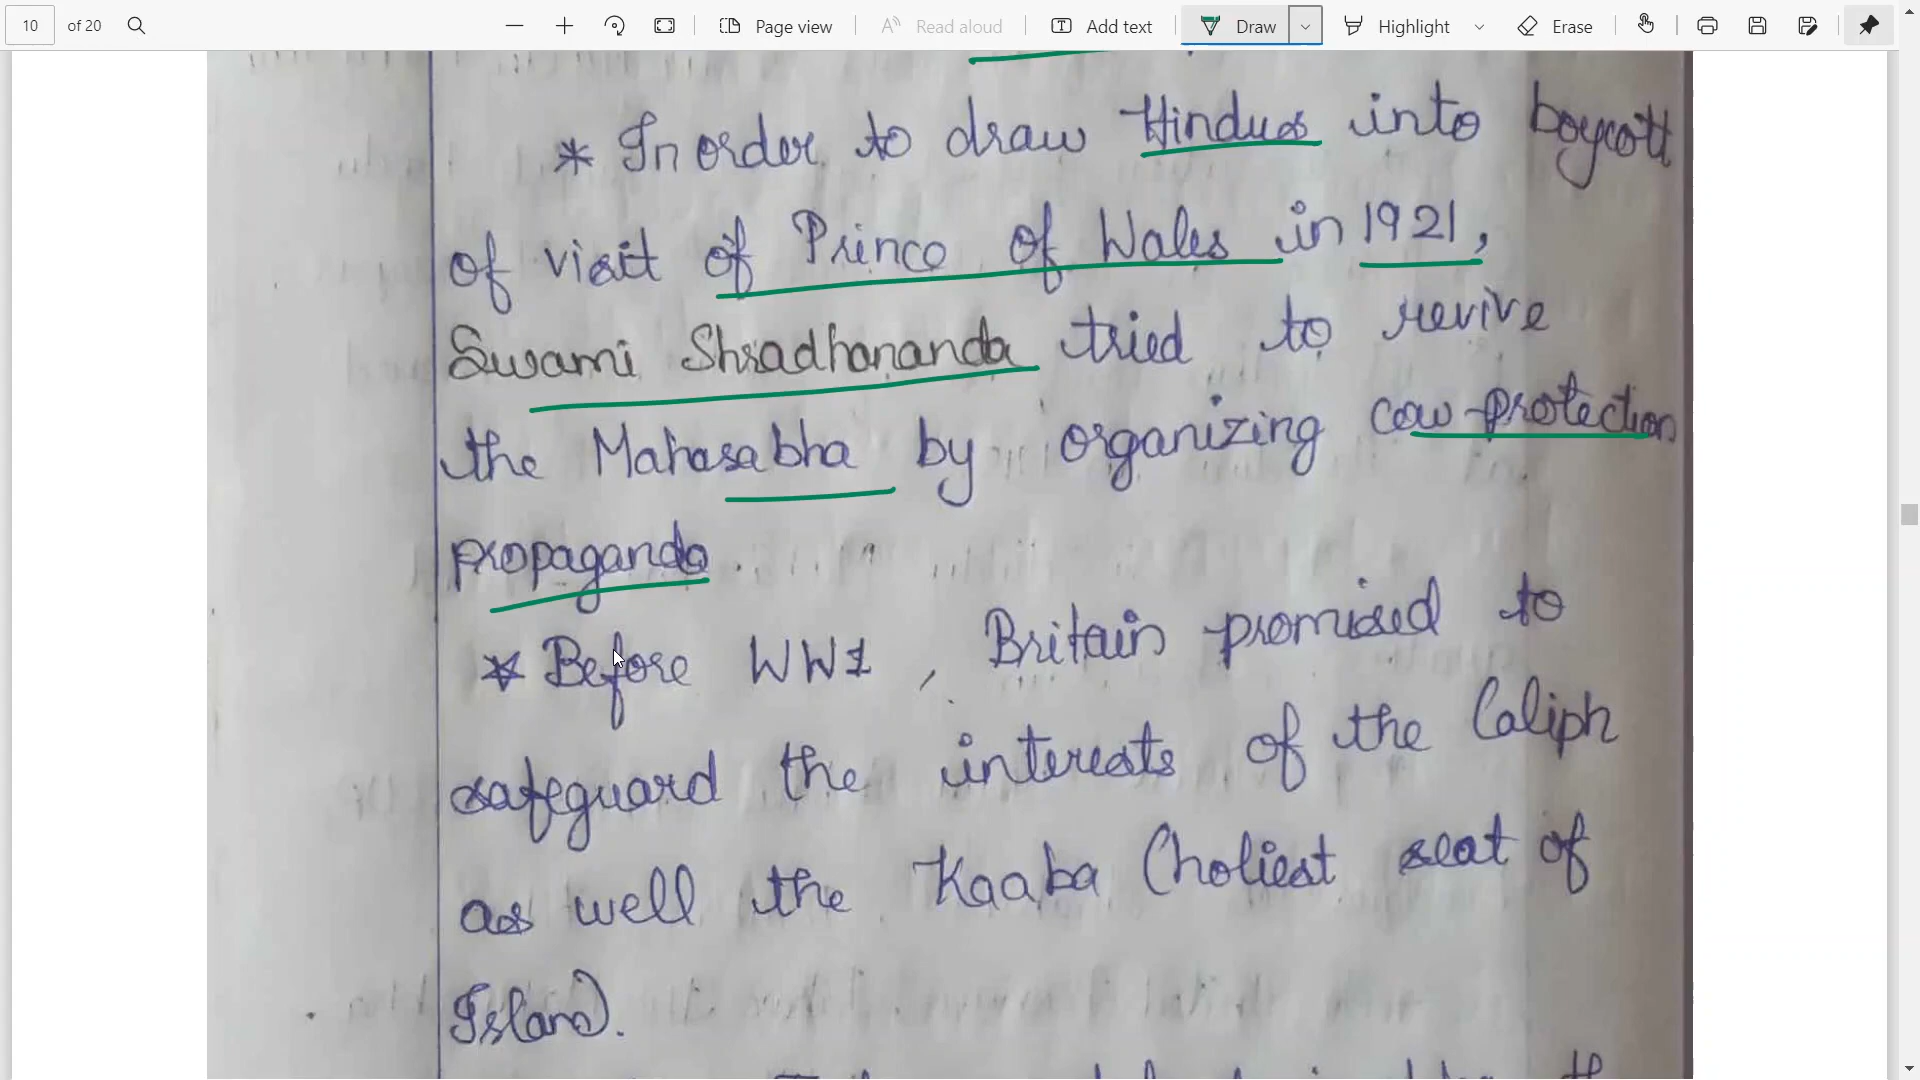 10 of 20 Page view Read aloud Add text Draw Highlight Erase
* In order to draw Hindus into boycott
of visit of Prince of Wales in 1921,
Swami Shradhananda tried to revive
the Mahasabha by organizing cow protection
propaganda
* Before WW1, Britain promised to
safeguard the interests of the Caliph
as well the Kaaba (holiest seat of
Islam).